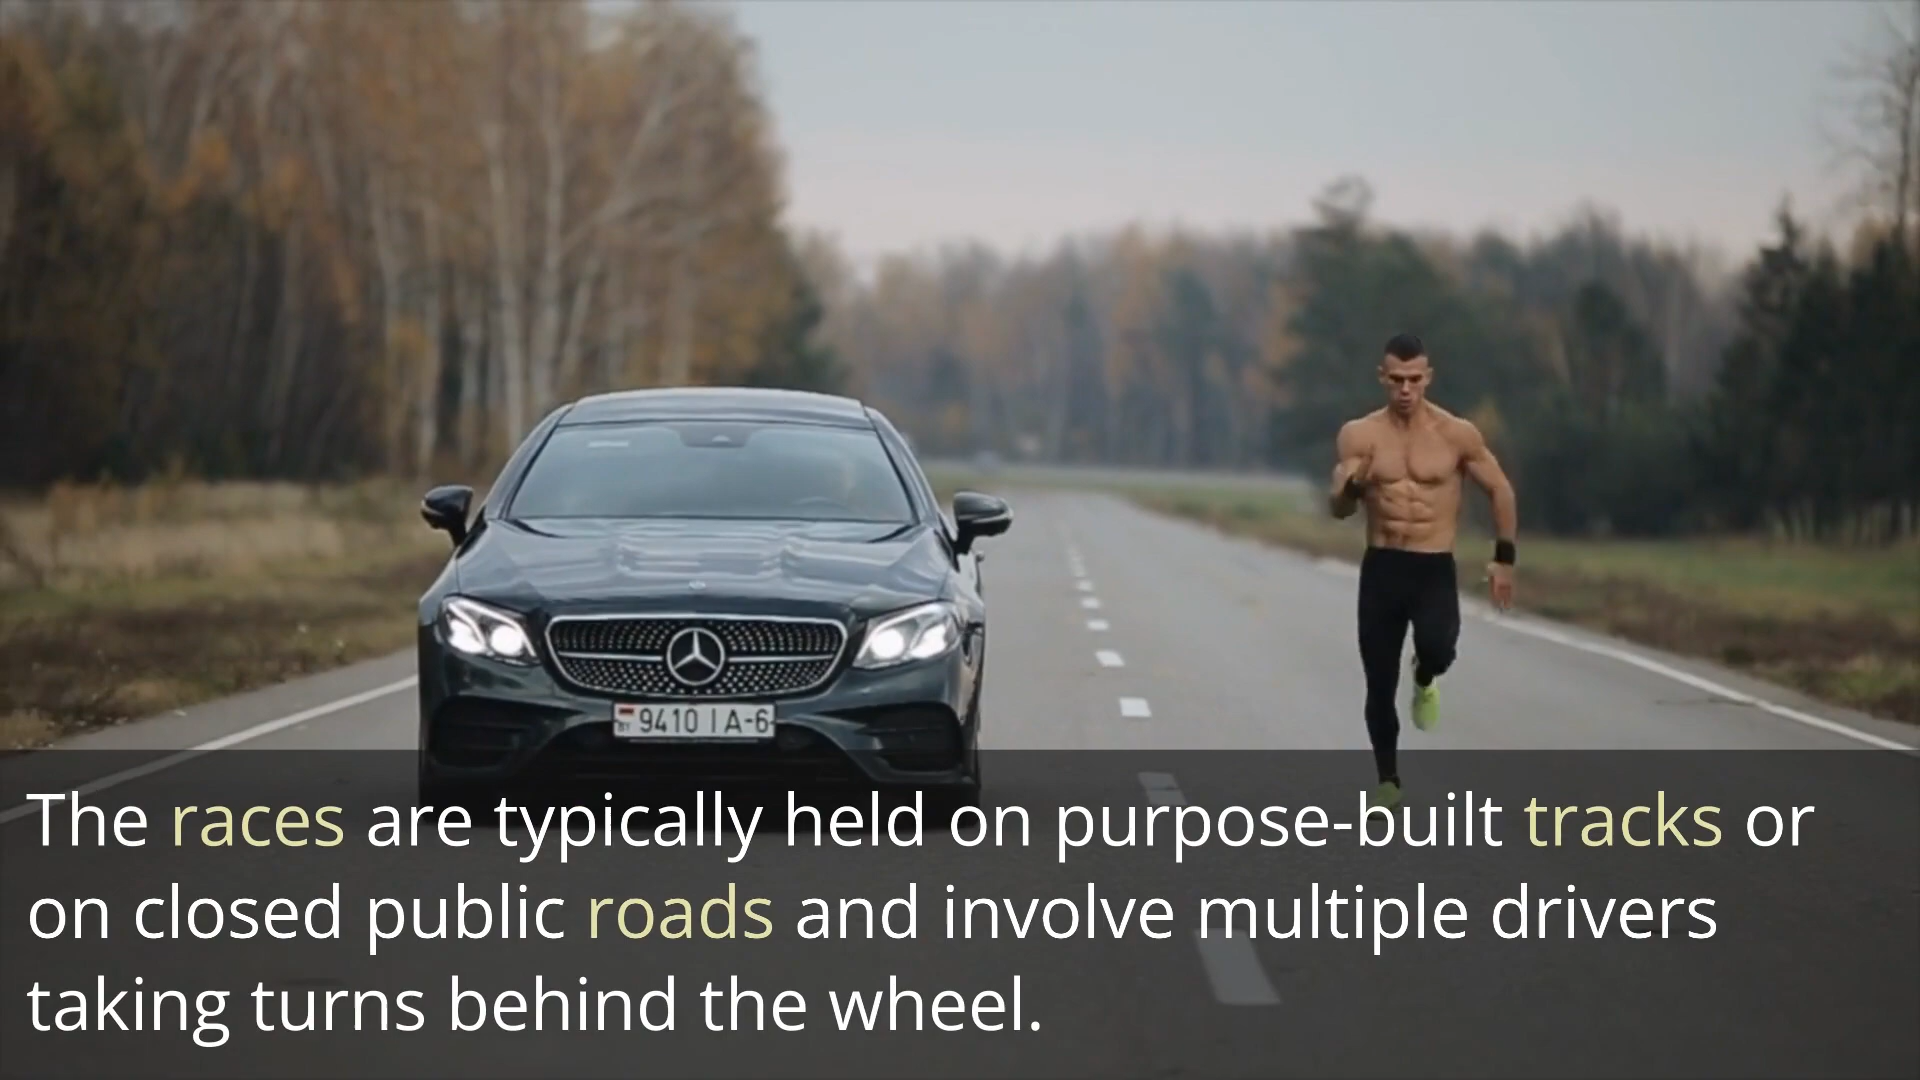 9410 IA-6
The races are typically held on purpose-built tracks or
on closed public roads and involve multiple drivers
taking turns behind the wheel.